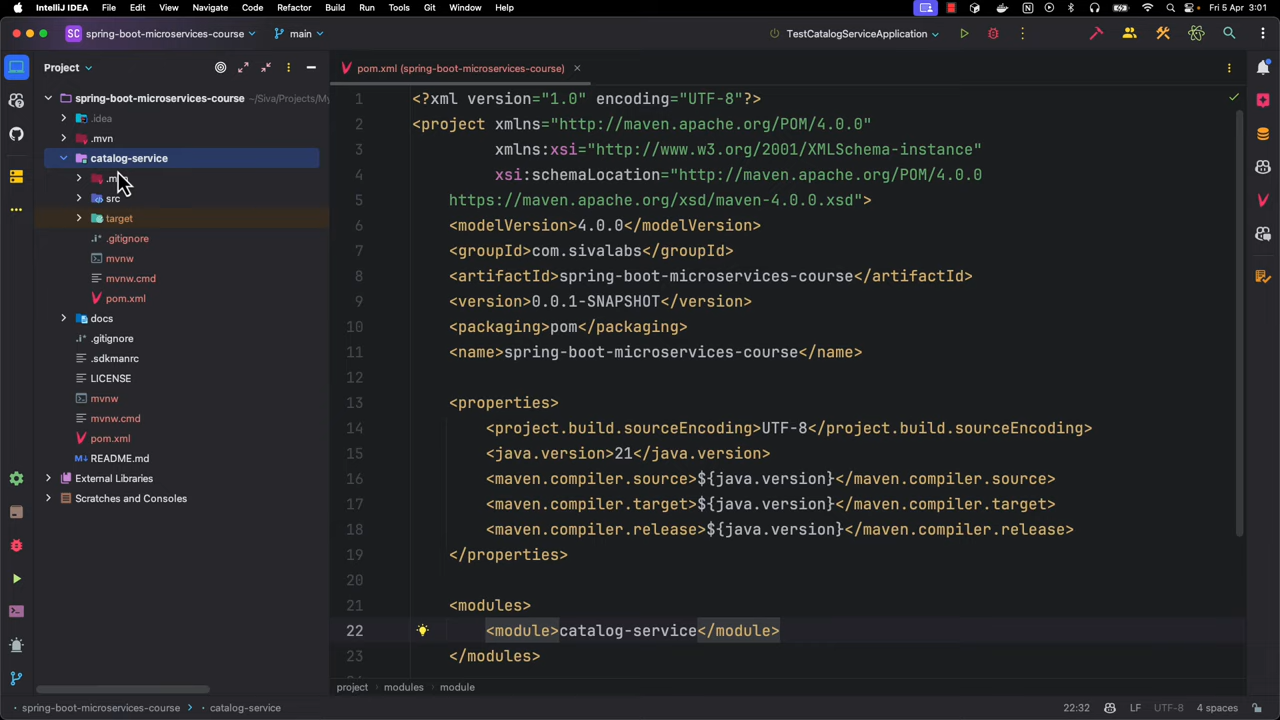 IntelliJ IDEA File Edit View Navigate Code Refactor Build Run Tools Git Window Help Fri 5 Apr 3:01
SC spring-boot-microservices-course main TestCatalogServiceApplication
Project
pom.xml (spring-boot-microservices-course)
spring-boot-microservices-course ~/Siva/Projects/My
.idea
.mvn
catalog-service
src
target
.gitignore
mvnw
mvnw.cmd
pom.xml
docs
.gitignore
.sdkmanrc
LICENSE
mvnw
mvnw.cmd
pom.xml
README.md
External Libraries
Scratches and Consoles
1 <?xml version="1.0" encoding="UTF-8"?>
2 <project xmlns="http://maven.apache.org/POM/4.0.0"
3 xmlns:xsi="http://www.w3.org/2001/XMLSchema-instance"
4 xsi:schemaLocation="http://maven.apache.org/POM/4.0.0
5 https://maven.apache.org/xsd/maven-4.0.0.xsd">
6 <modelVersion>4.0.0</modelVersion>
7 <groupId>com.sivalabs</groupId>
8 <artifactId>spring-boot-microservices-course</artifactId>
9 <version>0.0.1-SNAPSHOT</version>
10 <packaging>pom</packaging>
11 <name>spring-boot-microservices-course</name>
12
13 <properties>
14 <project.build.sourceEncoding>UTF-8</project.build.sourceEncoding>
15 <java.version>21</java.version>
16 <maven.compiler.source>${java.version}</maven.compiler.source>
17 <maven.compiler.target>${java.version}</maven.compiler.target>
18 <maven.compiler.release>${java.version}</maven.compiler.release>
19 </properties>
20
21 <modules>
22 <module>catalog-service</module>
23 </modules>
project modules module
spring-boot-microservices-course catalog-service 22:32 LF UTF-8 4 spaces